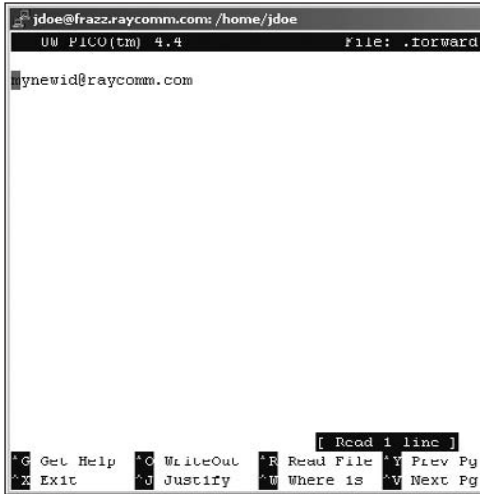 jdoe@frazz.raycomm.com: /home/jdoe
UW PICO(tm) 4.4 File: .forward
mynewid@raycomm.com
[ Read 1 line ]
^G Get Help ^O WriteOut ^R Read File ^Y Prev Pg
^X Exit ^J Justify ^W Where is ^V Next Pg